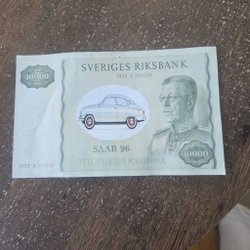 SVERIGES RIKSBANK
10000
SAAB 96
TIO TUSEN KRONOR
10000